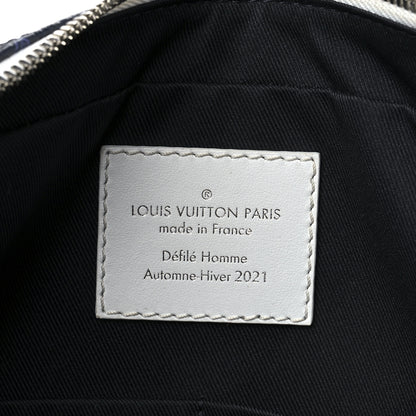 ®
LOUIS VUITTON PARIS
made in France
Défilé Homme
Automne-Hiver 2021